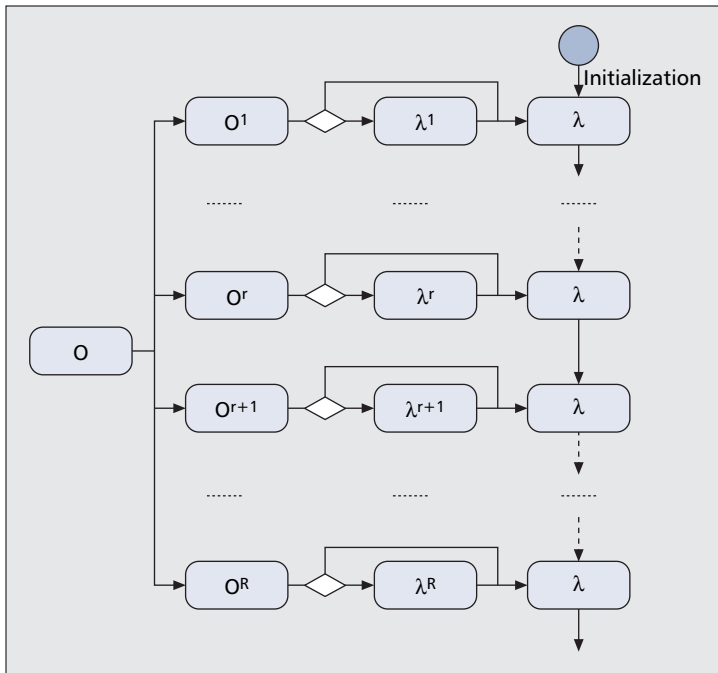 Initialization
O¹ λ¹ λ
....... ....... .......
Oʳ λʳ λ
O
Oʳ⁺¹ λʳ⁺¹ λ
....... ....... .......
Oᴿ λᴿ λ